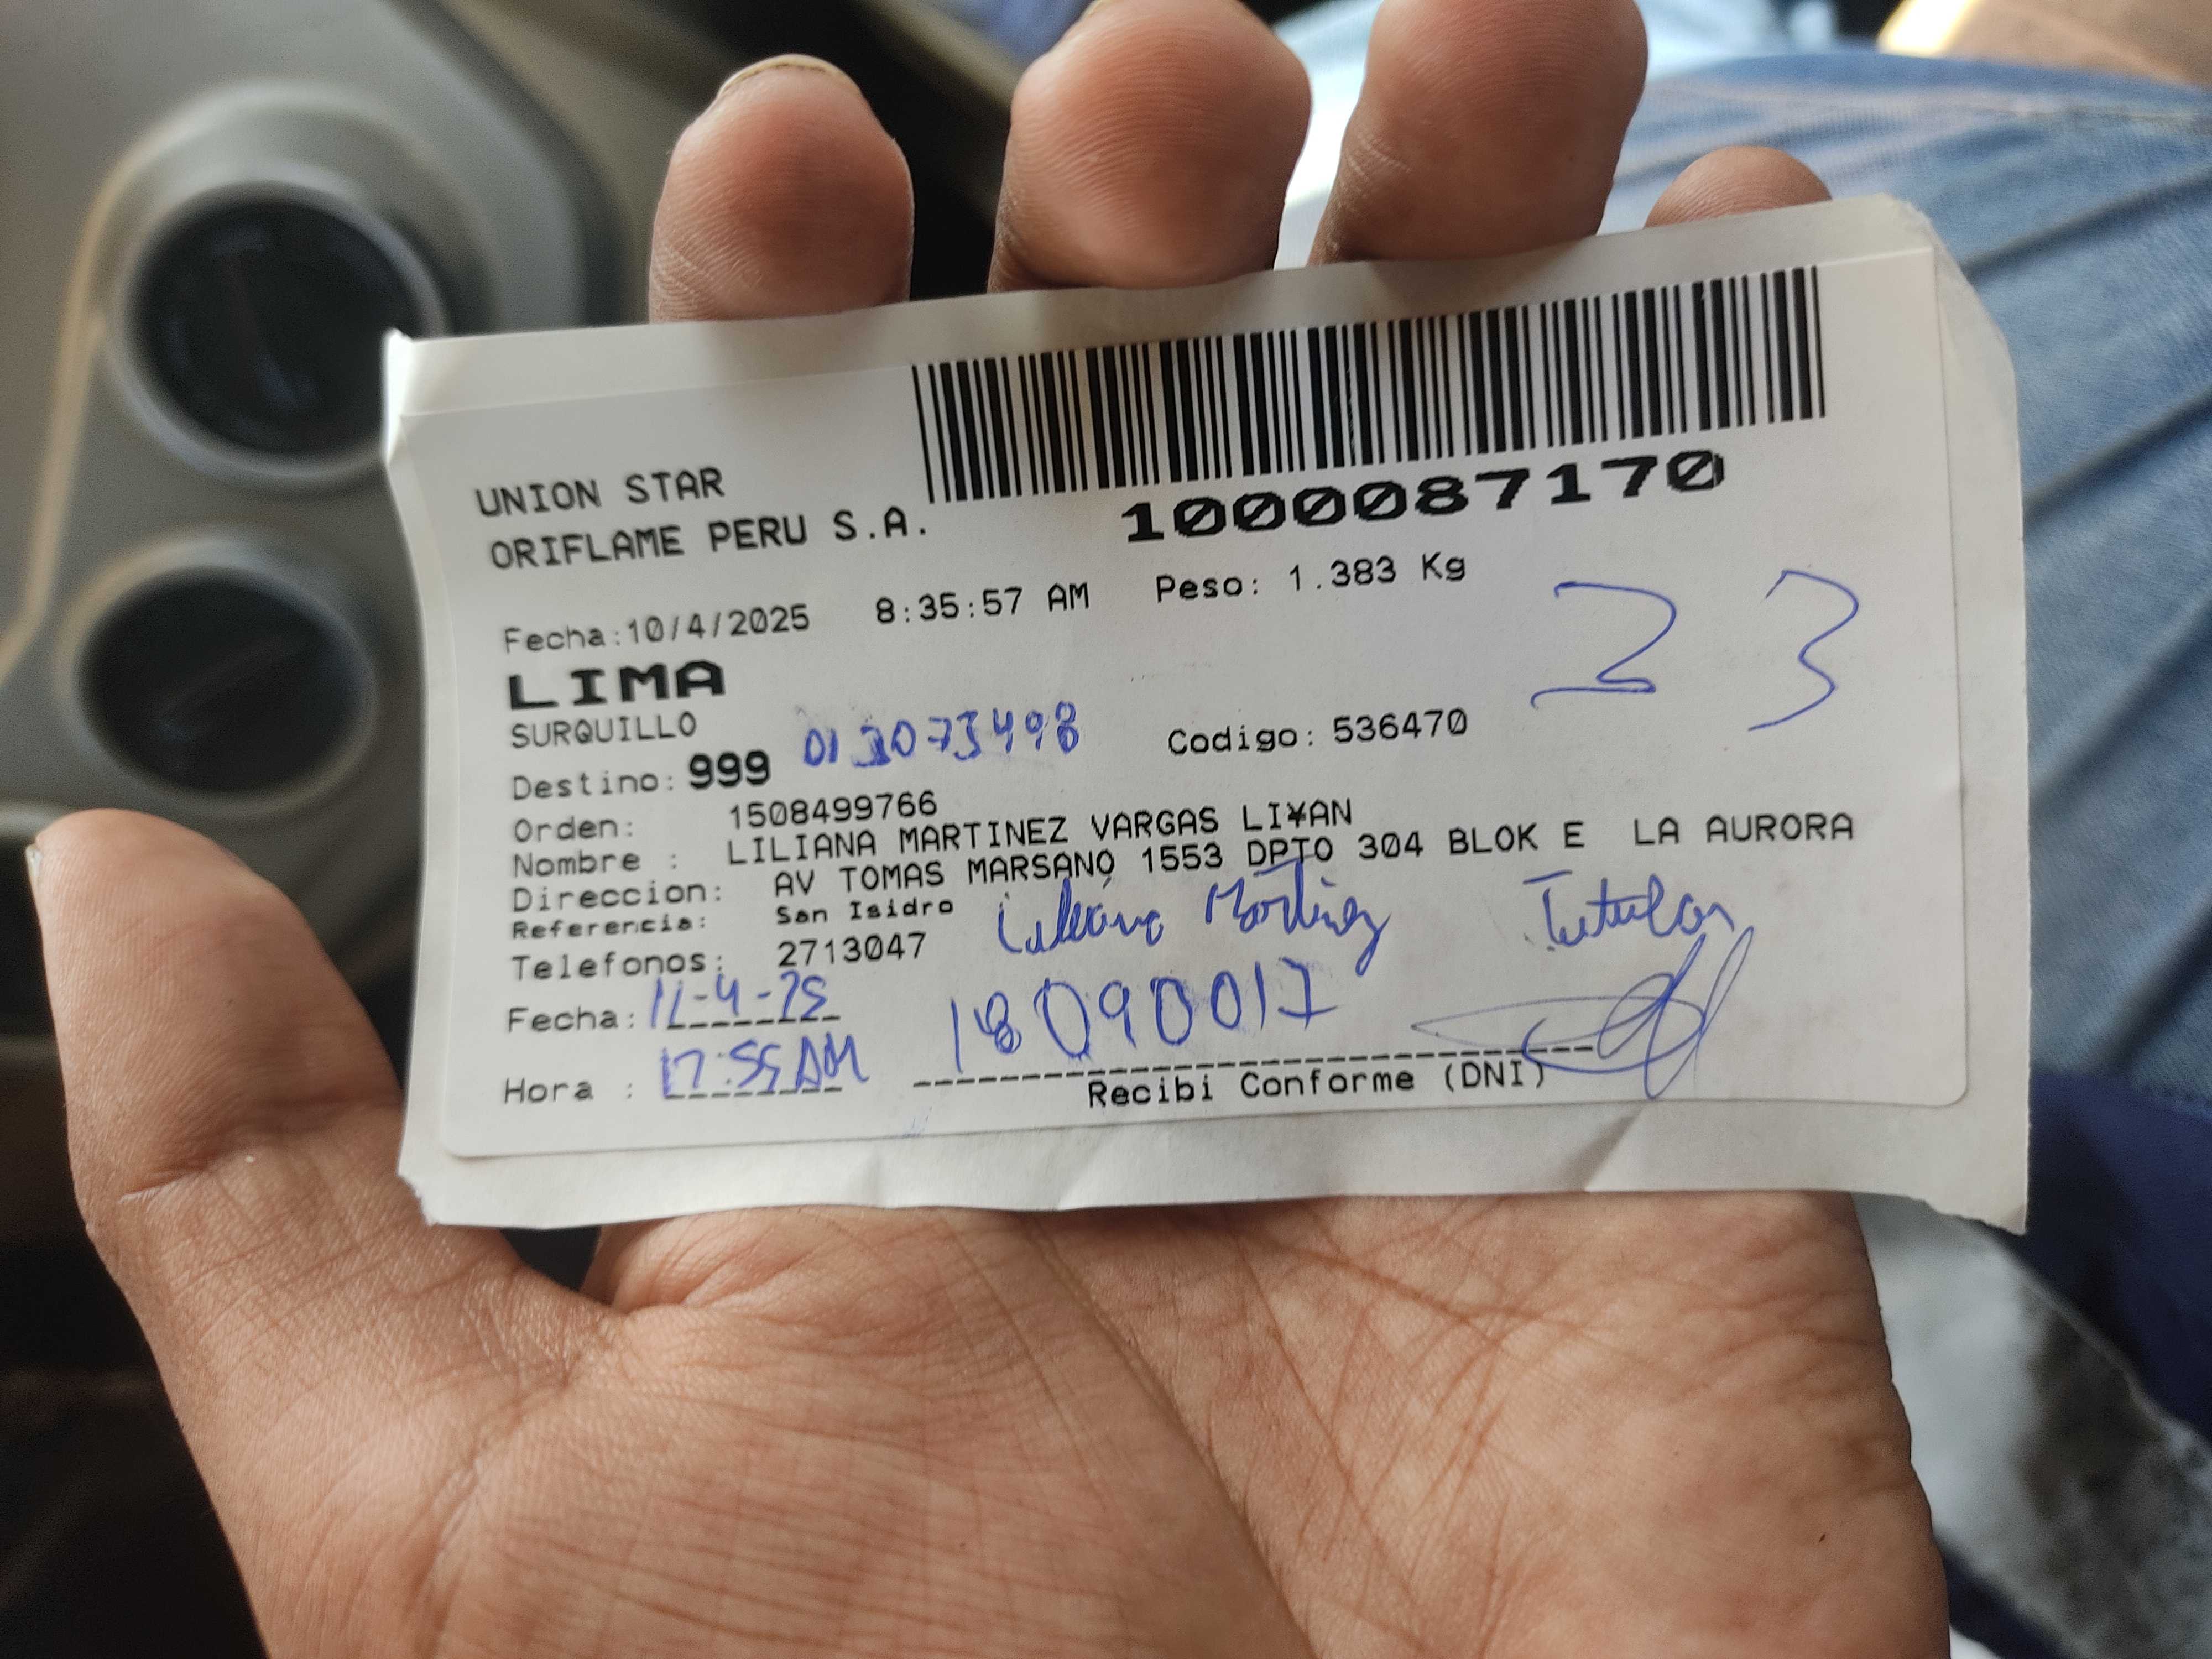 UNION STAR
ORIFLAME PERU S.A.
1000087170
Fecha:10/4/2025 8:35:57 AM Peso: 1.383 Kg
23
LIMA
SURQUILLO
Destino: 999 Codigo: 536470
Orden: 1508499766
Nombre : LILIANA MARTINEZ VARGAS LI¥AN
Direccion: AV TOMAS MARSANO 1553 DPTO 304 BLOK E LA AURORA
Referencia: San Isidro
Liliana Martinez Titular
Telefonos: 2713047
Fecha: 11-4-25
18090017
Hora :
Recibi Conforme (DNI)